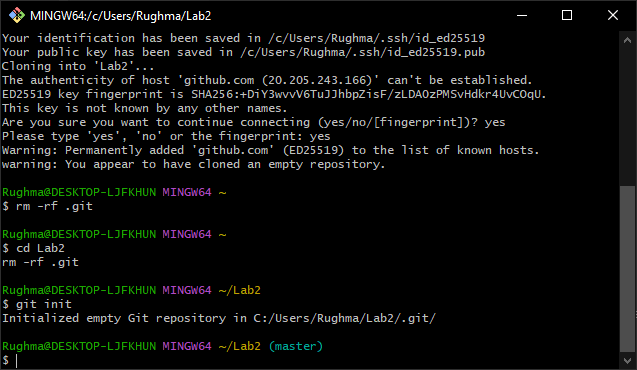 MINGW64:/c/Users/Rughma/Lab2
Your identification has been saved in /c/Users/Rughma/.ssh/id_ed25519
Your public key has been saved in /c/Users/Rughma/.ssh/id_ed25519.pub
Cloning into 'Lab2'...
The authenticity of host 'github.com (20.205.243.166)' can't be established.
ED25519 key fingerprint is SHA256:+DiY3wvvV6TuJJhbpZisF/zLDA0zPMSvHdkr4UvCOqU.
This key is not known by any other names.
Are you sure you want to continue connecting (yes/no/[fingerprint])? yes
Please type 'yes', 'no' or the fingerprint: yes
Warning: Permanently added 'github.com' (ED25519) to the list of known hosts.
warning: You appear to have cloned an empty repository.
Rughma@DESKTOP-LJFKHUN MINGW64 ~
$ rm -rf .git
Rughma@DESKTOP-LJFKHUN MINGW64 ~
$ cd Lab2
rm -rf .git
Rughma@DESKTOP-LJFKHUN MINGW64 ~/Lab2
$ git init
Initialized empty Git repository in C:/Users/Rughma/Lab2/.git/
Rughma@DESKTOP-LJFKHUN MINGW64 ~/Lab2 (master)
$